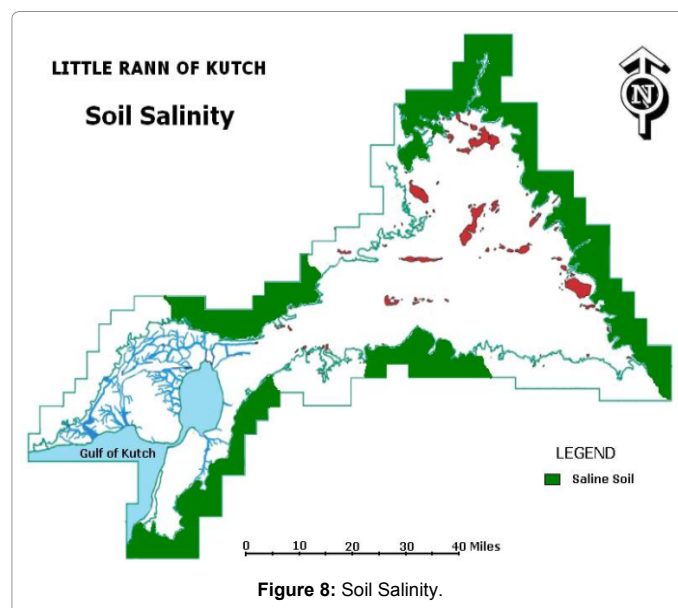 LITTLE RANN OF KUTCH
Soil Salinity
N
Gulf of Kutch
LEGEND
Saline Soil
0 10 20 30 40 Miles
Figure 8: Soil Salinity.